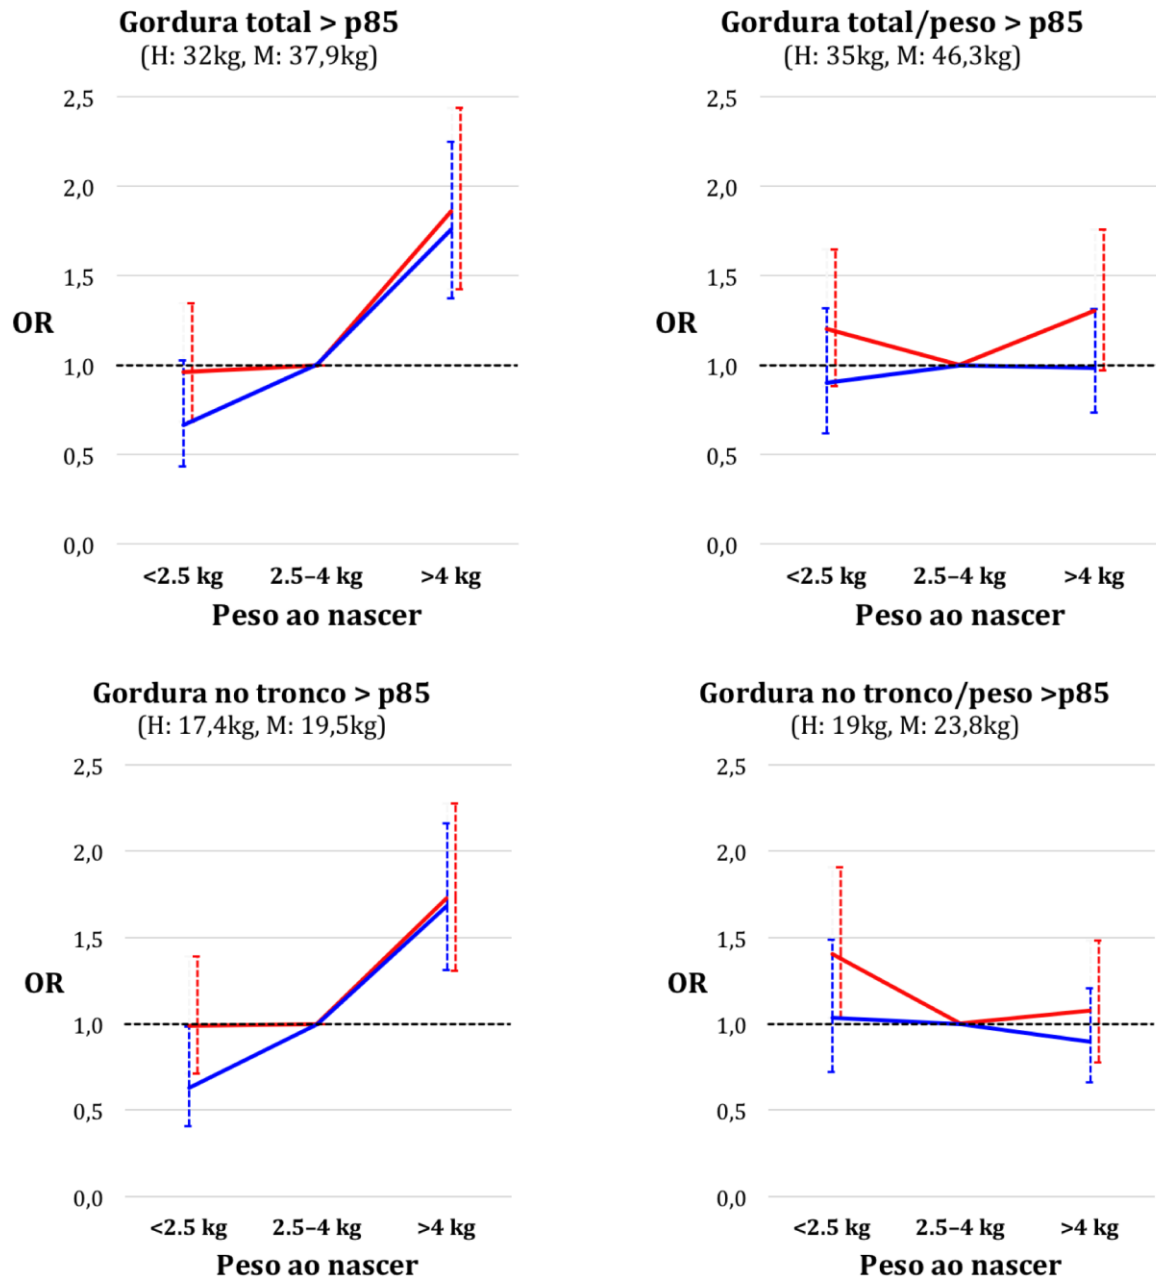 Gordura total > p85
(H: 32kg, M: 37,9kg)
2,5
2,0
1,5
OR
1,0
0,5
0,0
<2.5 kg 2.5–4 kg >4 kg
Peso ao nascer
Gordura total/peso > p85
(H: 35kg, M: 46,3kg)
2,5
2,0
1,5
OR
1,0
0,5
0,0
<2.5 kg 2.5–4 kg >4 kg
Peso ao nascer
Gordura no tronco > p85
(H: 17,4kg, M: 19,5kg)
2,5
2,0
1,5
OR
1,0
0,5
0,0
<2.5 kg 2.5–4 kg >4 kg
Peso ao nascer
Gordura no tronco/peso >p85
(H: 19kg, M: 23,8kg)
2,5
2,0
1,5
OR
1,0
0,5
0,0
<2.5 kg 2.5–4 kg >4 kg
Peso ao nascer